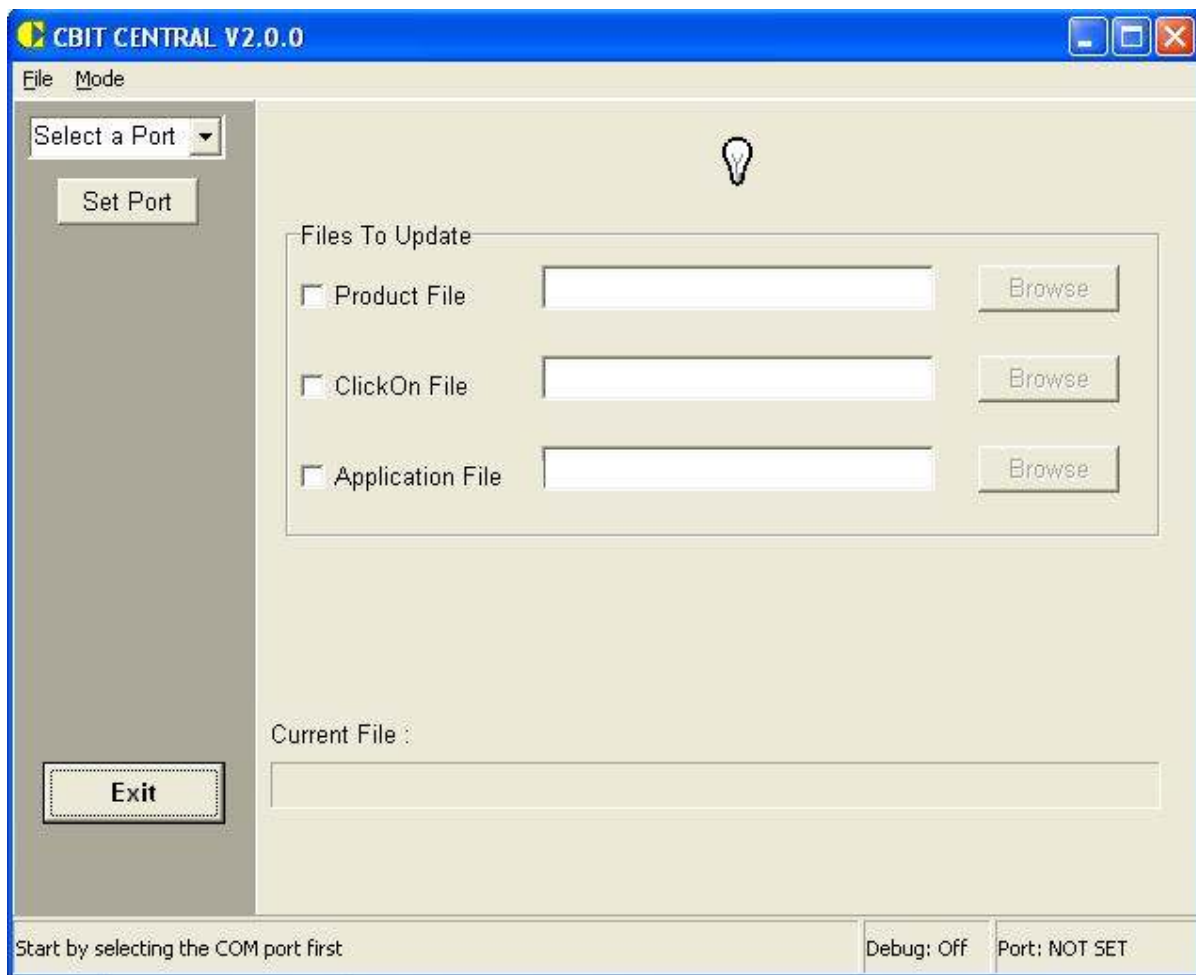 CBIT CENTRAL V2.0.0
File Mode
Select a Port
Set Port
Files To Update
Product File Browse
ClickOn File Browse
Application File Browse
Current File :
Exit
Start by selecting the COM port first Debug: Off Port: NOT SET